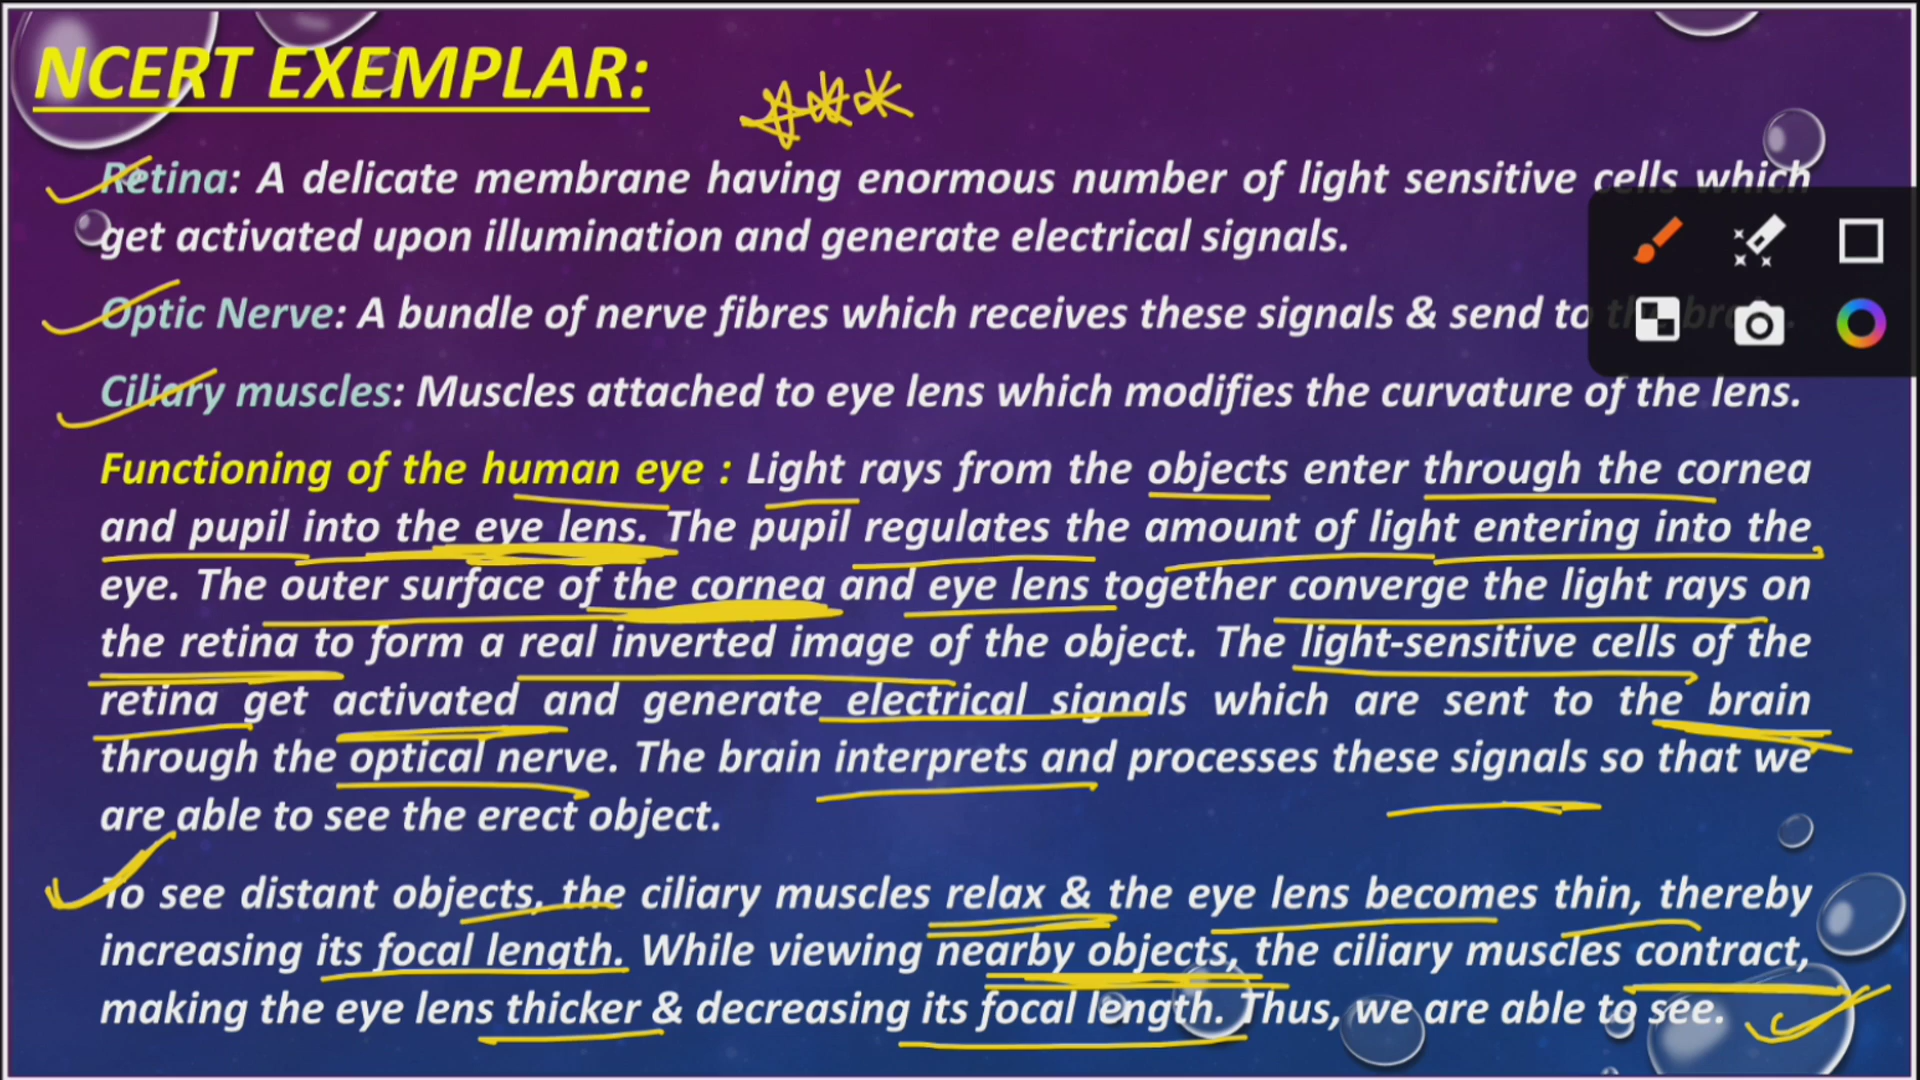 NCERT EXEMPLAR:
Retina: A delicate membrane having enormous number of light sensitive cells which
get activated upon illumination and generate electrical signals.
Optic Nerve: A bundle of nerve fibres which receives these signals & send to the brain.
Ciliary muscles: Muscles attached to eye lens which modifies the curvature of the lens.
Functioning of the human eye : Light rays from the objects enter through the cornea
and pupil into the eye lens. The pupil regulates the amount of light entering into the
eye. The outer surface of the cornea and eye lens together converge the light rays on
the retina to form a real inverted image of the object. The light-sensitive cells of the
retina get activated and generate electrical signals which are sent to the brain
through the optical nerve. The brain interprets and processes these signals so that we
are able to see the erect object.
To see distant objects, the ciliary muscles relax & the eye lens becomes thin, thereby
increasing its focal length. While viewing nearby objects, the ciliary muscles contract,
making the eye lens thicker & decreasing its focal length. Thus, we are able to see.